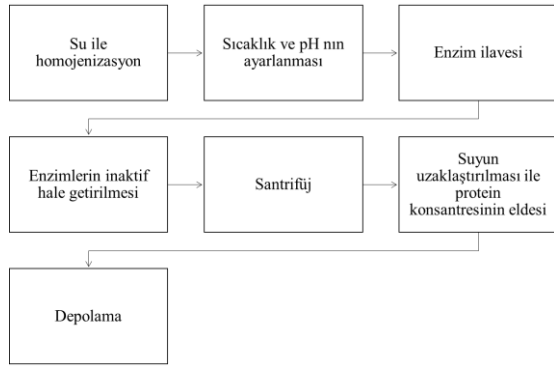 Su ile
homojenizasyon
Sıcaklık ve pH nın
ayarlanması
Enzim ilavesi
Enzimlerin inaktif
hale getirilmesi
Santrifüj
Suyun
uzaklaştırılması ile
protein
konsantresinin eldesi
Depolama